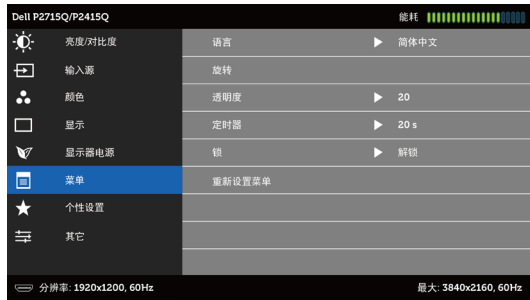 Dell P2715Q/P2415Q 能耗
亮度/对比度 语言 简体中文
输入源 旋转
颜色 透明度 20
显示 定时器 20 s
显示器电源 锁 解锁
菜单 重新设置菜单
个性设置
其它
分辨率: 1920x1200, 60Hz 最大: 3840x2160, 60Hz